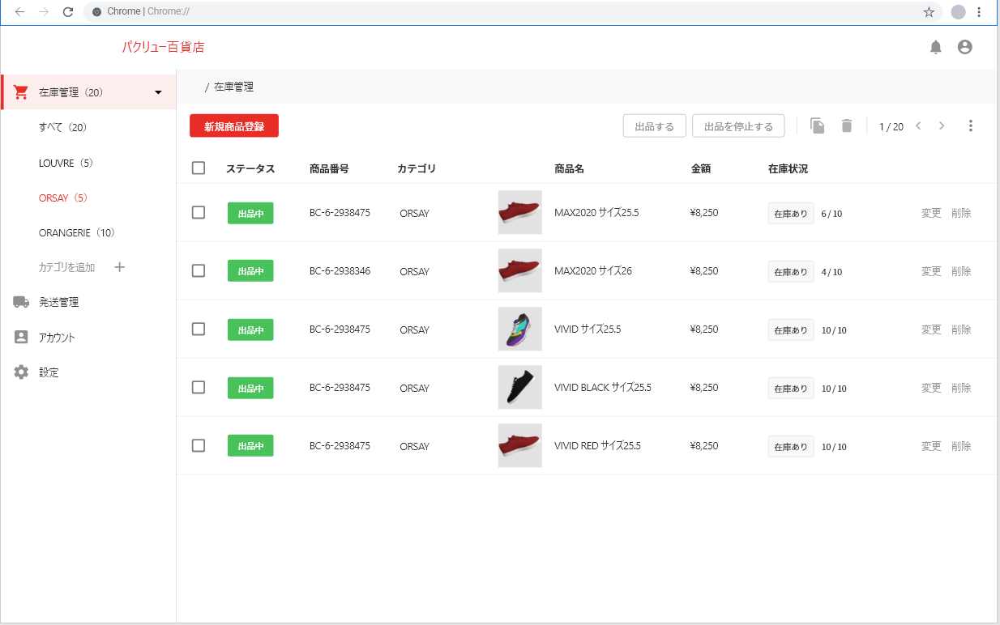 Chrome | Chrome://
パクリュー百貨店
在庫管理（20）
すべて（20）
LOUVRE（5）
ORSAY（5）
ORANGERIE（10）
カテゴリを追加 ＋
発送管理
アカウント
設定
/ 在庫管理
新規商品登録 出品する 出品を停止する 1 / 20
ステータス 商品番号 カテゴリ 商品名 金額 在庫状況
出品中 BC-6-2938475 ORSAY MAX2020 サイズ25.5 ¥8,250 在庫あり 6 / 10 変更 削除
出品中 BC-6-2938346 ORSAY MAX2020 サイズ26 ¥8,250 在庫あり 4 / 10 変更 削除
出品中 BC-6-2938475 ORSAY VIVID サイズ25.5 ¥8,250 在庫あり 10 / 10 変更 削除
出品中 BC-6-2938475 ORSAY VIVID BLACK サイズ25.5 ¥8,250 在庫あり 10 / 10 変更 削除
出品中 BC-6-2938475 ORSAY VIVID RED サイズ25.5 ¥8,250 在庫あり 10 / 10 変更 削除